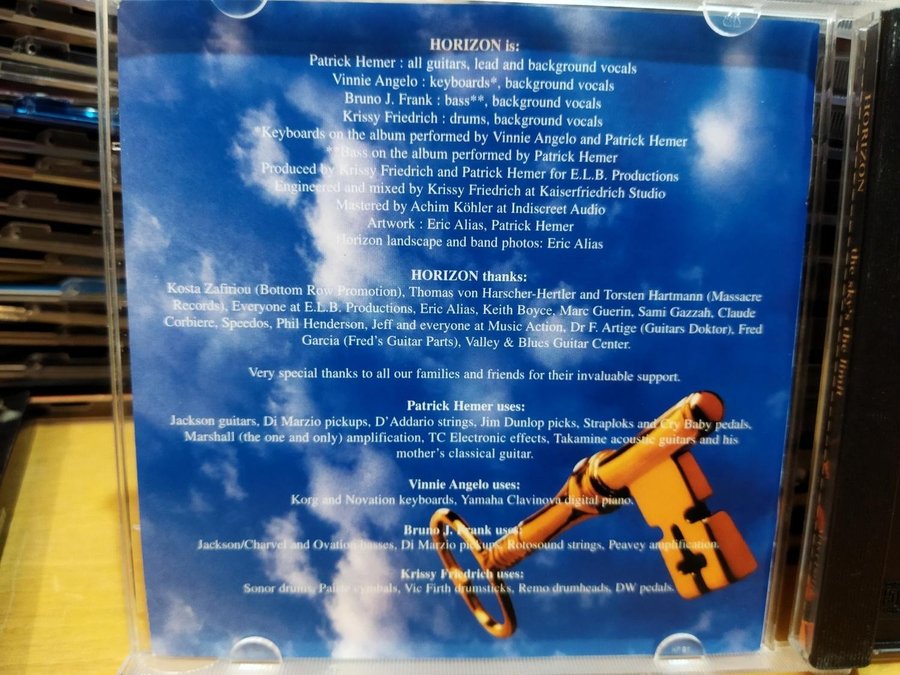 HORIZON is:
Patrick Hemer : all guitars, lead and background vocals
Vinnie Angelo : keyboards*, background vocals
Bruno J. Frank : bass**, background vocals
Krissy Friedrich : drums, background vocals
*Keyboards on the album performed by Vinnie Angelo and Patrick Hemer
**Bass on the album performed by Patrick Hemer
Produced by Krissy Friedrich and Patrick Hemer for E.L.B. Productions
Engineered and mixed by Krissy Friedrich at Kaiserfriedrich Studio
Mastered by Achim Köhler at Indiscreet Audio
Artwork : Eric Alias, Patrick Hemer
Horizon landscape and band photos: Eric Alias
HORIZON thanks:
Kosta Zafiriou (Bottom Row Promotion), Thomas von Harscher-Hertler and Torsten Hartmann (Massacre
Records), Everyone at E.L.B. Productions, Eric Alias, Keith Boyce, Marc Guerin, Sami Gazzah, Claude
Corbiere, Speedos, Phil Henderson, Jeff and everyone at Music Action, Dr F. Artige (Guitars Doktor), Fred
Garcia (Fred's Guitar Parts), Valley & Blues Guitar Center.
Very special thanks to all our families and friends for their invaluable support.
Patrick Hemer uses:
Jackson guitars, Di Marzio pickups, D'Addario strings, Jim Dunlop picks, Straploks and Cry Baby pedals,
Marshall (the one and only) amplification, TC Electronic effects, Takamine acoustic guitars and his
mother's classical guitar.
Vinnie Angelo uses:
Korg and Novation keyboards, Yamaha Clavinova digital piano.
Bruno J. Frank uses:
Jackson/Charvel and Ovation basses, Di Marzio pickups, Rotosound strings, Peavey amplification.
Krissy Friedrich uses:
Sonor drums, Paiste cymbals, Vic Firth drumsticks, Remo drumheads, DW pedals.
HORIZON
the sky's the limit